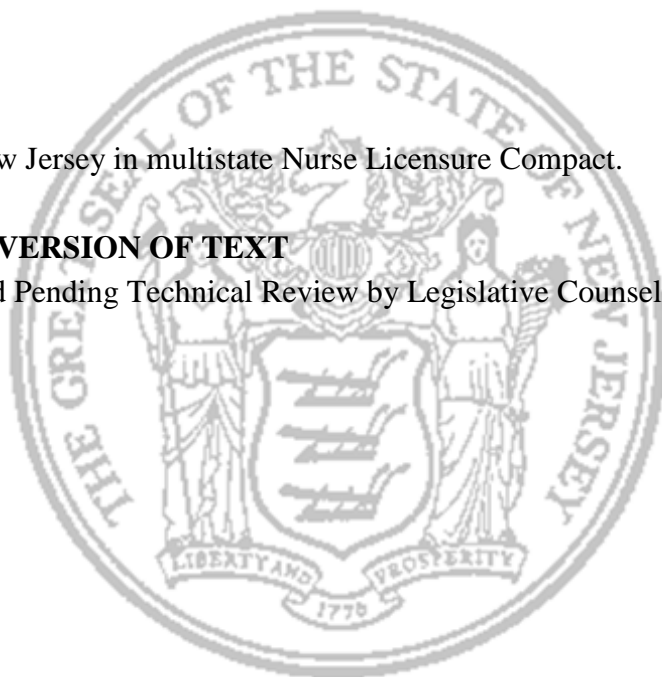 w Jersey in multistate Nurse Licensure Compact.
VERSION OF TEXT
d Pending Technical Review by Legislative Counsel
THE GREAT SEAL OF THE STATE OF NEW JERSEY
LIBERTY AND PROSPERITY
1776